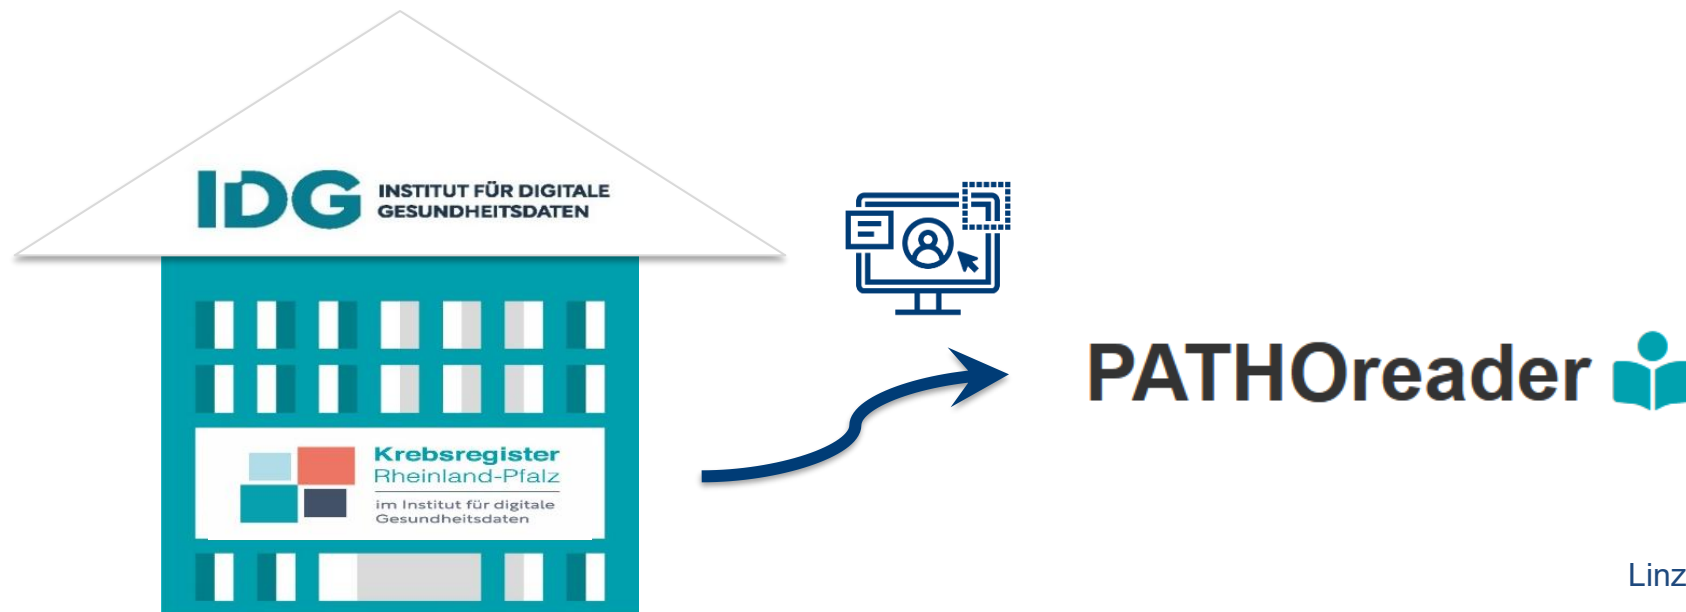 IDG INSTITUT FÜR DIGITALE
GESUNDHEITSDATEN
PATHOreader
Krebsregister
Rheinland-Pfalz
im Institut für digitale
Gesundheitsdaten
Linz